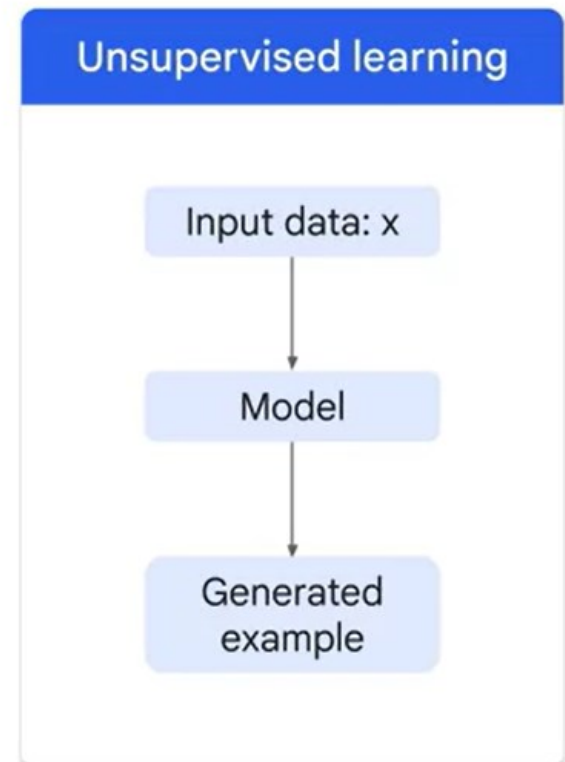 Unsupervised learning
Input data: x
Model
Generated
example